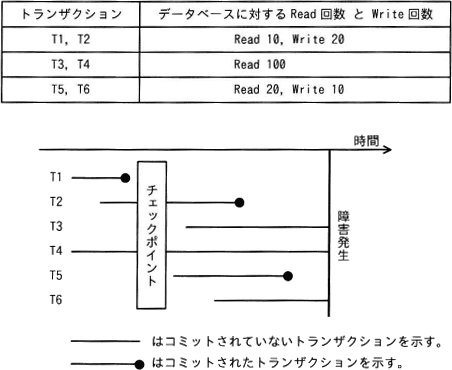 トランザクション データベースに対する Read 回数 と Write 回数
T1, T2 Read 10, Write 20
T3, T4 Read 100
T5, T6 Read 20, Write 10
時間
T1
T2
T3
T4
T5
T6
チェックポイント
障害発生
はコミットされていないトランザクションを示す。
はコミットされたトランザクションを示す。